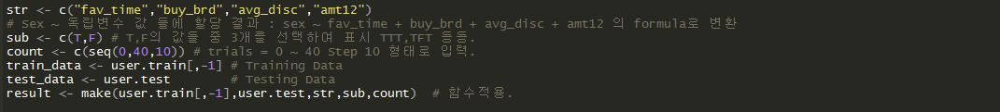 str <- c("fav_time","buy_brd","avg_disc","amt12")
# Sex ~ 독립변수 값 들에 할당 결과 : sex ~ fav_time + buy_brd + avg_disc + amt12 의 formula로 변환
sub <- c(T,F) # T,F의 값들 중 3개를 선택하여 표시 TTT,TFT 등등.
count <- c(seq(0,40,10)) # trials = 0 ~ 40 Step 10 형태로 입력.
train_data <- user.train[,-1] # Training Data
test_data <- user.test # Testing Data
result <- make(user.train[,-1],user.test,str,sub,count) # 함수적용.